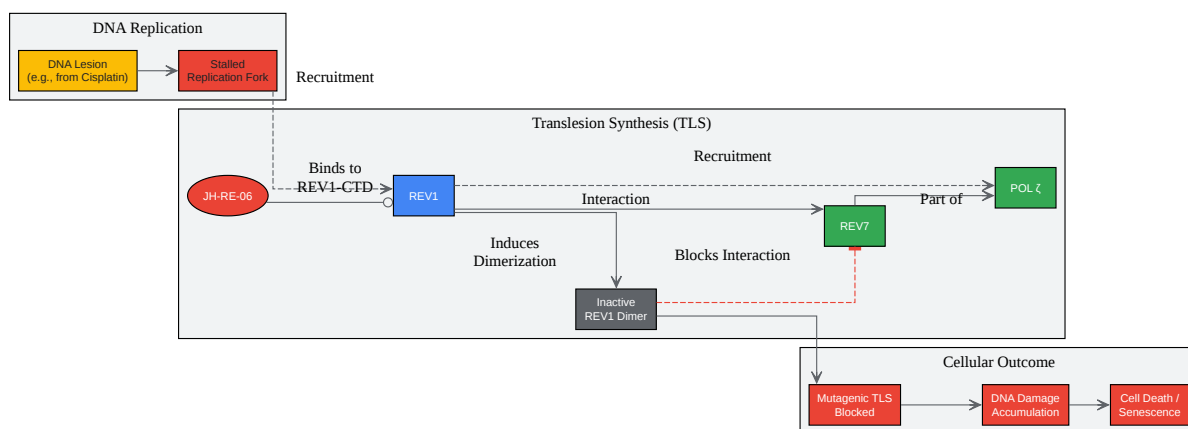 DNA Replication
DNA Lesion
(e.g., from Cisplatin)
Stalled
Replication Fork
Recruitment
Translesion Synthesis (TLS)
Binds to
REV1-CTD
JH-RE-06
REV1
Recruitment
POL ζ
Interaction
Part of
REV7
Induces
Dimerization
Blocks Interaction
Inactive
REV1 Dimer
Cellular Outcome
Mutagenic TLS
Blocked
DNA Damage
Accumulation
Cell Death /
Senescence